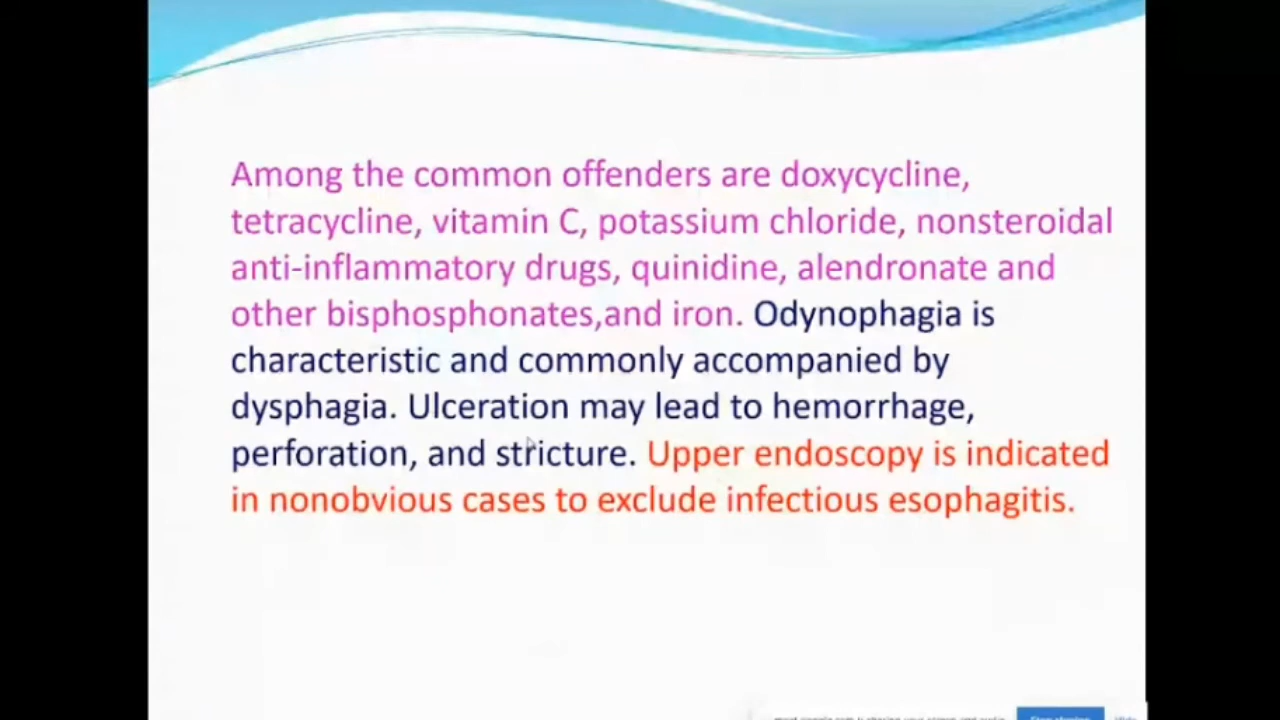 Among the common offenders are doxycycline,
tetracycline, vitamin C, potassium chloride, nonsteroidal
anti-inflammatory drugs, quinidine, alendronate and
other bisphosphonates,and iron. Odynophagia is
characteristic and commonly accompanied by
dysphagia. Ulceration may lead to hemorrhage,
perforation, and stricture. Upper endoscopy is indicated
in nonobvious cases to exclude infectious esophagitis.